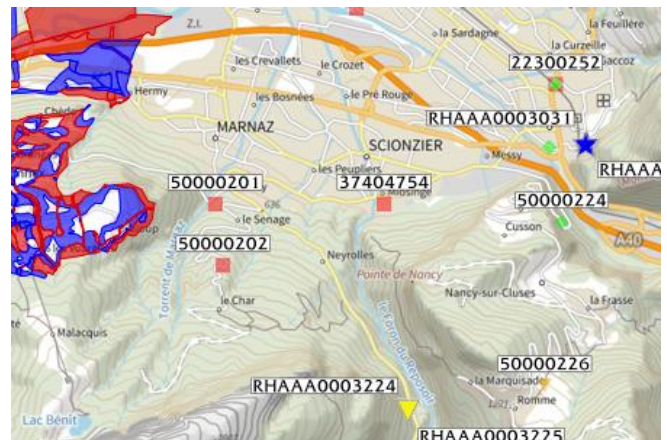 la Feuillère
Z.I.
la Sardagne
la Curzeille
les Crevallets
22300252
le Crozet
Hermy
les Bosnées
le Pré Rouge
RHAAA0003031
MARNAZ
SCIONZIER
Messy
RHAAA
les Peupliers
50000201
37404754
50000224
636
le Senage
Cusson
A40
50000202
Neyrolles
Pointe de Nancy
Torrent de Marnaz
Nancy-sur-Cluses
le Char
la Frasse
le Foron du Reposoir
Malacquis
50000226
RHAAA0003224
la Marquisade
Romme
Lac Bénit
RHAAA0003225